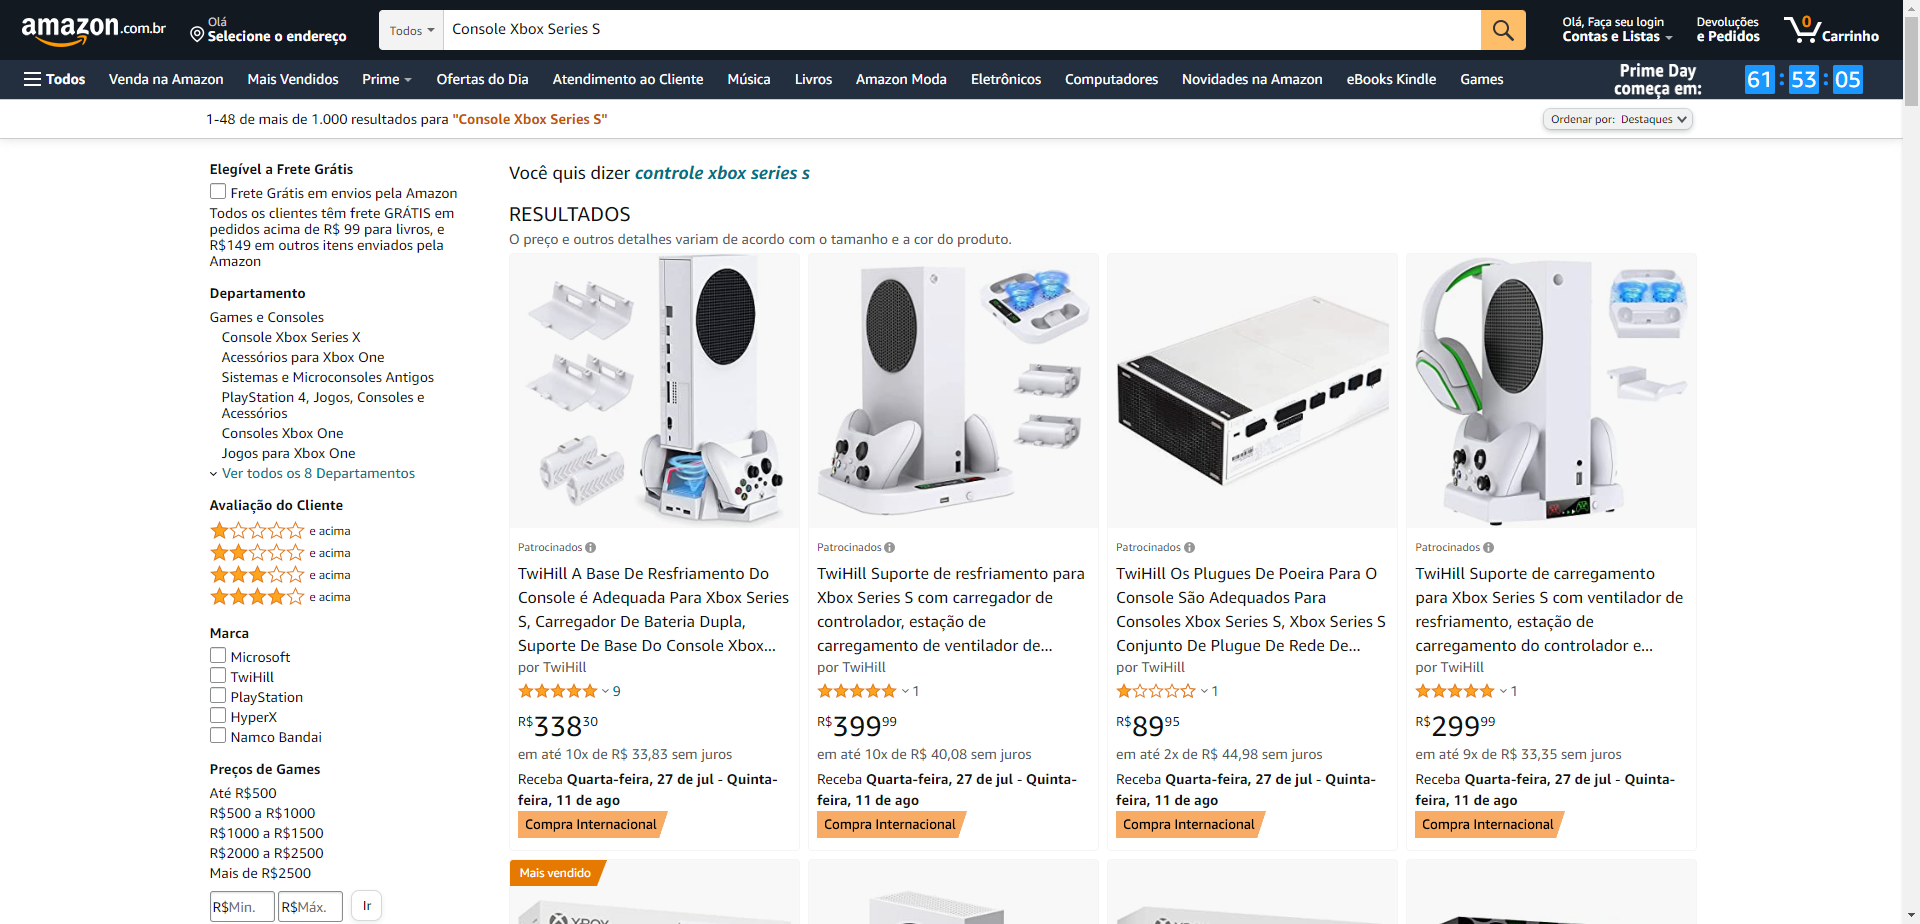 amazon.com.br
Olá
Selecione o endereço
Todos
Console Xbox Series S
Olá, Faça seu login
Contas e Listas
Devoluções
e Pedidos
0
Carrinho
Todos
Venda na Amazon
Mais Vendidos
Prime
Ofertas do Dia
Atendimento ao Cliente
Música
Livros
Amazon Moda
Eletrônicos
Computadores
Novidades na Amazon
eBooks Kindle
Games
Prime Day
começa em:
61 : 53 : 05
1-48 de mais de 1.000 resultados para "Console Xbox Series S"
Ordenar por: Destaques
Elegível a Frete Grátis
Frete Grátis em envios pela Amazon
Todos os clientes têm frete GRÁTIS em
pedidos acima de R$ 99 para livros, e
R$149 em outros itens enviados pela
Amazon
Departamento
Games e Consoles
Console Xbox Series X
Acessórios para Xbox One
Sistemas e Microconsoles Antigos
PlayStation 4, Jogos, Consoles e
Acessórios
Consoles Xbox One
Jogos para Xbox One
Ver todos os 8 Departamentos
Avaliação do Cliente
e acima
e acima
e acima
e acima
Marca
Microsoft
TwiHill
PlayStation
HyperX
Namco Bandai
Preços de Games
Até R$500
R$500 a R$1000
R$1000 a R$1500
R$2000 a R$2500
Mais de R$2500
R$Min.
R$Máx.
Ir
Você quis dizer controle xbox series s
RESULTADOS
O preço e outros detalhes variam de acordo com o tamanho e a cor do produto.
Patrocinados
TwiHill A Base De Resfriamento Do
Console é Adequada Para Xbox Series
S, Carregador De Bateria Dupla,
Suporte De Base Do Console Xbox...
por TwiHill
9
R$33830
em até 10x de R$ 33,83 sem juros
Receba Quarta-feira, 27 de jul - Quinta-
feira, 11 de ago
Compra Internacional
Patrocinados
TwiHill Suporte de resfriamento para
Xbox Series S com carregador de
controlador, estação de
carregamento de ventilador de...
por TwiHill
1
R$39999
em até 10x de R$ 40,08 sem juros
Receba Quarta-feira, 27 de jul - Quinta-
feira, 11 de ago
Compra Internacional
Patrocinados
TwiHill Os Plugues De Poeira Para O
Console São Adequados Para
Consoles Xbox Series S, Xbox Series S
Conjunto De Plugue De Rede De...
por TwiHill
1
R$8995
em até 2x de R$ 44,98 sem juros
Receba Quarta-feira, 27 de jul - Quinta-
feira, 11 de ago
Compra Internacional
Patrocinados
TwiHill Suporte de carregamento
para Xbox Series S com ventilador de
resfriamento, estação de
carregamento do controlador e...
por TwiHill
1
R$29999
em até 9x de R$ 33,35 sem juros
Receba Quarta-feira, 27 de jul - Quinta-
feira, 11 de ago
Compra Internacional
Mais vendido
XBOX